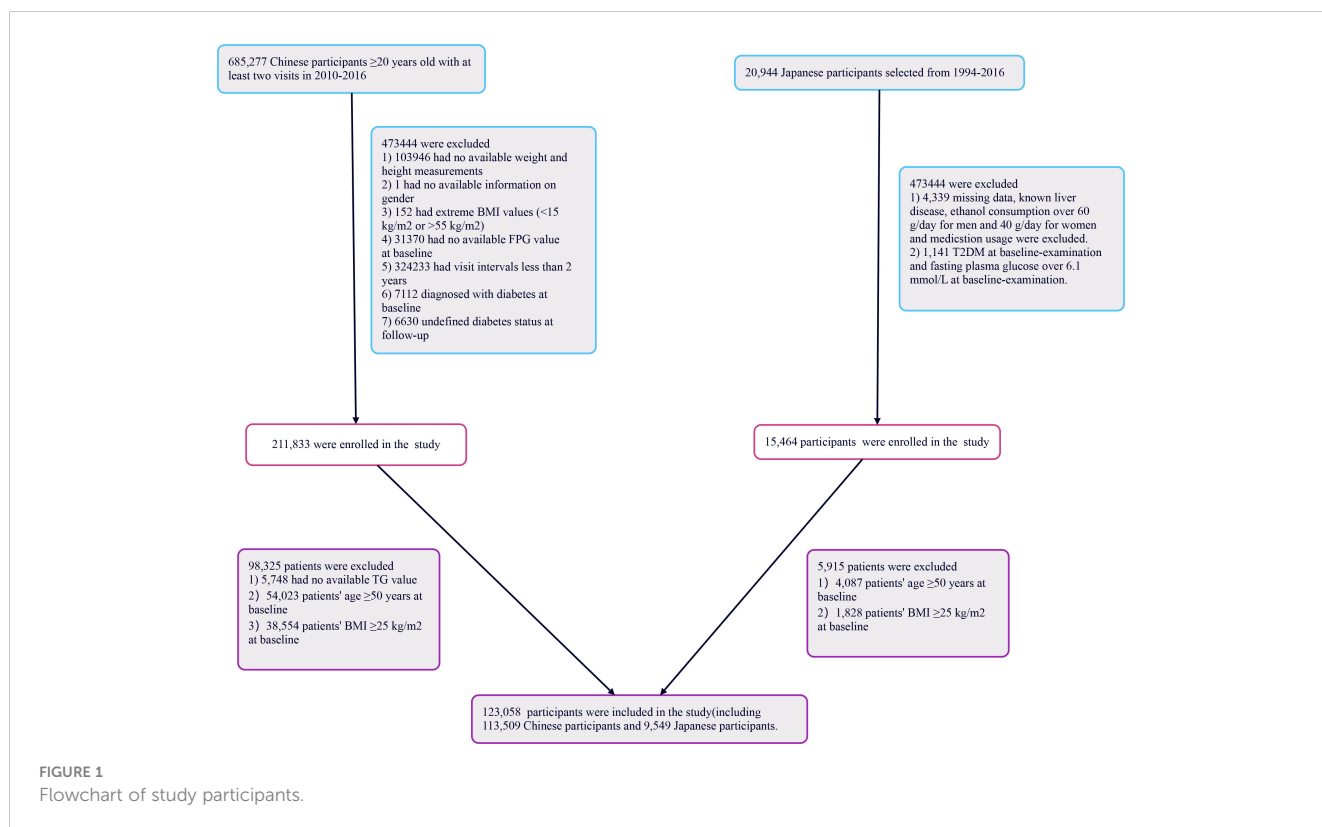 685,277 Chinese participants ≥20 years old with at
least two visits in 2010-2016
20,944 Japanese participants selected from 1994-2016
473444 were excluded
1) 103946 had no available weight and
height measurements
2) 1 had no available information on
gender
3) 152 had extreme BMI values (<15
kg/m2 or >55 kg/m2)
4) 31370 had no available FPG value
at baseline
5) 324233 had visit intervals less than 2
years
6) 7112 diagnosed with diabetes at
baseline
7) 6630 undefined diabetes status at
follow-up
473444 were excluded
1) 4,339 missing data, known liver
disease, ethanol consumption over 60
g/day for men and 40 g/day for women
and medicstion usage were excluded.
2) 1,141 T2DM at baseline-examination
and fasting plasma glucose over 6.1
mmol/L at baseline-examination.
211,833 were enrolled in the study
15,464 participants were enrolled in the study
98,325 patients were excluded
1) 5,748 had no available TG value
2) 54,023 patients' age ≥50 years at
baseline
3) 38,554 patients' BMI ≥25 kg/m2
at baseline
5,915 patients were excluded
1) 4,087 patients' age ≥50 years at
baseline
2) 1,828 patients' BMI ≥25 kg/m2
at baseline
123,058 participants were included in the study(including
113,509 Chinese participants and 9,549 Japanese participants.
FIGURE 1
Flowchart of study participants.